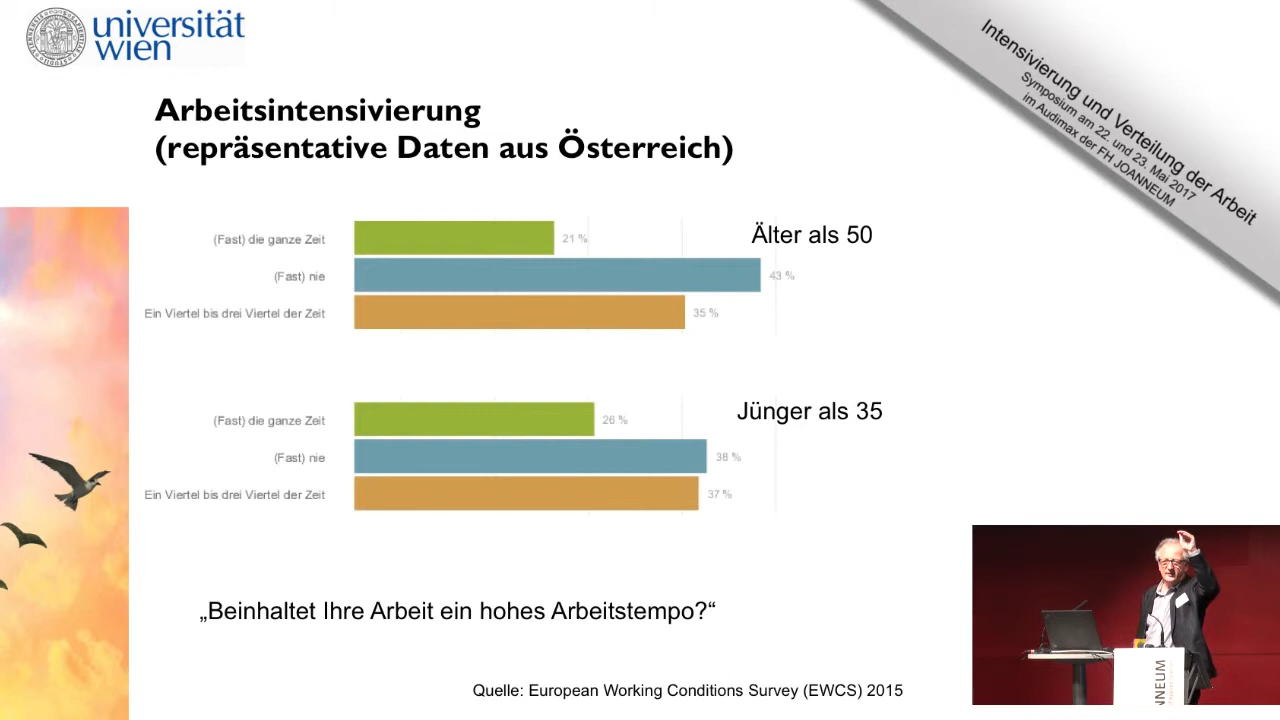 universität
wien
Intensivierung und Verteilung der Arbeit
Symposium am 22. und 23. Mai 2017
im Audimax der FH JOANNEUM
Arbeitsintensivierung
(repräsentative Daten aus Österreich)
Älter als 50
(Fast) die ganze Zeit 21 %
(Fast) nie 43 %
Ein Viertel bis drei Viertel der Zeit 35 %
Jünger als 35
(Fast) die ganze Zeit 26 %
(Fast) nie 38 %
Ein Viertel bis drei Viertel der Zeit 37 %
„Beinhaltet Ihre Arbeit ein hohes Arbeitstempo?“
Quelle: European Working Conditions Survey (EWCS) 2015
NNEUM